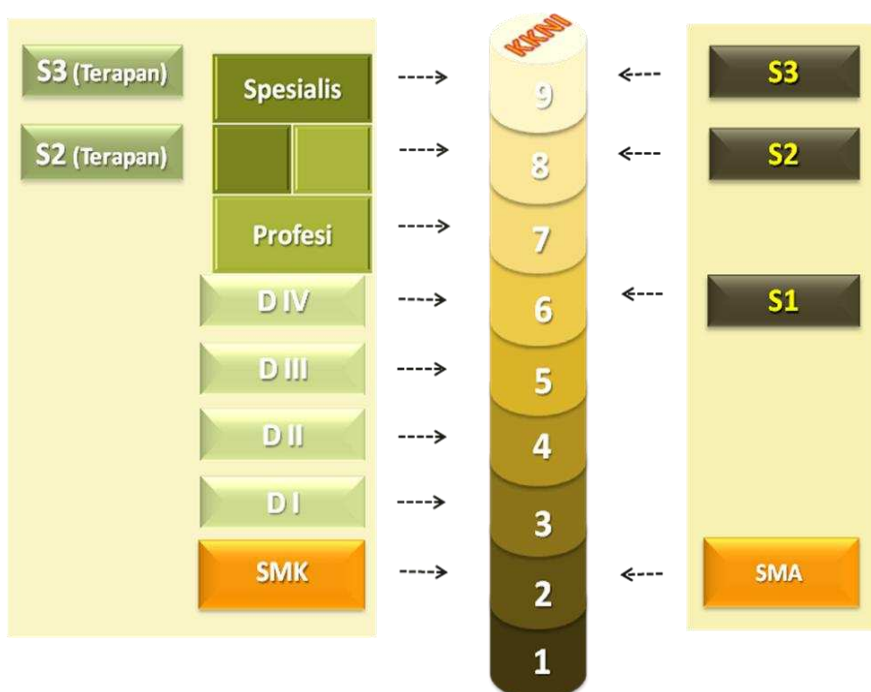 S3 (Terapan)
S2 (Terapan)
Spesialis
Profesi
D IV
D III
D II
D I
SMK
KKNI
9
8
7
6
5
4
3
2
1
S3
S2
S1
SMA